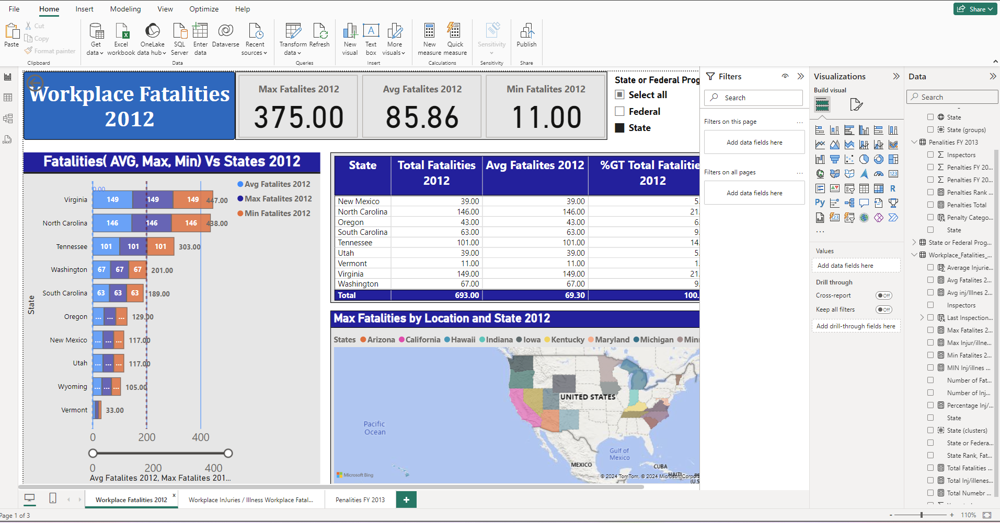 File Home Insert Modeling View Optimize Help Share
Paste
Cut
Copy
Format painter
Clipboard
Get data
Excel workbook
OneLake data hub
SQL Server
Enter data
Dataverse
Recent sources
Data
Transform data
Refresh
Queries
New visual
Text box
More visuals
Insert
New measure
Quick measure
Calculations
Sensitivity
Sensitivity
Publish
Share
Workplace Fatalities
2012
Max Fatalites 2012
375.00
Avg Fatalites 2012
85.86
Min Fatalites 2012
11.00
State or Federal Prog
Select all
Federal
State
Fatalities( AVG, Max, Min) Vs States 2012
0.00
Avg Fatalites 2012
Max Fatalites 2012
Min Fatalites 2012
Virginia 149 149 149 447.00
North Carolina 146 146 146 438.00
Tennessee 101 101 101 303.00
Washington 67 67 67 201.00
South Carolina 63 63 63 189.00
Oregon ... ... ... 129.00
New Mexico ... ... ... 117.00
Utah ... ... ... 117.00
Wyoming ... ... ... 105.00
Vermont 33.00
State
0 200 400
0 200 400
Avg Fatalites 2012, Max Fatalites 201...
State Total Fatalities 2012 Avg Fatalites 2012 %GT Total Fatalitie 2012
New Mexico 39.00 39.00 5.
North Carolina 146.00 146.00 21.
Oregon 43.00 43.00 6.
South Carolina 63.00 63.00 9.
Tennessee 101.00 101.00 14.
Utah 39.00 39.00 5.
Vermont 11.00 11.00 1.
Virginia 149.00 149.00 21.
Washington 67.00 67.00 9.
Total 693.00 69.30 100.
Max Fatalities by Location and State 2012
States Arizona California Hawaii Indiana Iowa Kentucky Maryland Michigan Minn
UNITED STATES
Pacific
Ocean
Gulf of
Mexico
MEXICO
CUBA
HAITI
(U.S
Microsoft Bing
© 2024 TomTom, © 2024 Microsoft Corpora
Filters
Search
Filters on this page ...
Add data fields here
Filters on all pages ...
Add data fields here
Visualizations
Build visual
123
R
Py
123
...
Values
Add data fields here
Drill through
Cross-report Off
Keep all filters Off
Add drill-through fields here
Data
Search
State
State (groups)
Penalities FY 2013
Inspectors
Penalties FY 20...
Penalties FY 20...
Penalties Rank ...
Penalties Total
Penalty Catego...
State
State or Federal Prog...
Workplace_Fatalities_...
Average Injurie...
Avg Fatalites 2...
Avg inj/Illnes 2...
Inspectors
Last Inspection...
Max Fatalites 2...
Max Injur/illne...
Min Fatalites 2...
MIN Inj/illnes ...
Number of Fat...
Number of Inj...
Percentage Inj/...
State
State (clusters)
State or Federa...
State Rank, Fat...
Total Fatalities ...
Total Inj/illenes...
Total Numebr ...
Workplace Fatalities 2012 x
Workplace Injuries / Illness Workplace Fatal...
Penalities FY 2013
+
Page 1 of 3
- + 110%